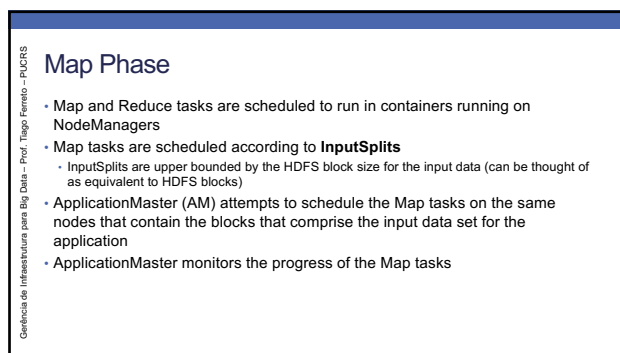 Gerência de Infraestrutura para Big Data – Prof. Tiago Ferreto – PUCRS
Map Phase
• Map and Reduce tasks are scheduled to run in containers running on
NodeManagers
• Map tasks are scheduled according to InputSplits
• InputSplits are upper bounded by the HDFS block size for the input data (can be thought of
as equivalent to HDFS blocks)
• ApplicationMaster (AM) attempts to schedule the Map tasks on the same
nodes that contain the blocks that comprise the input data set for the
application
• ApplicationMaster monitors the progress of the Map tasks